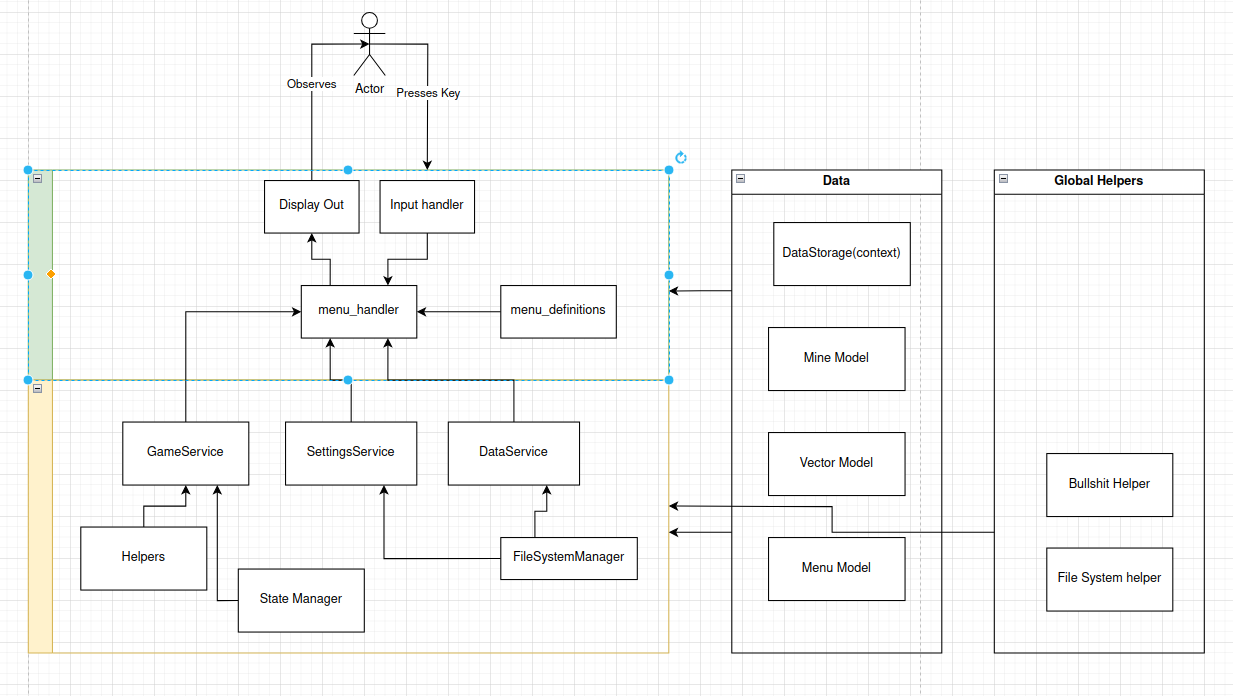 Observes
Actor
Presses Key
Display Out
Input handler
menu_handler
menu_definitions
GameService
SettingsService
DataService
Helpers
State Manager
FileSystemManager
Data
DataStorage(context)
Mine Model
Vector Model
Menu Model
Global Helpers
Bullshit Helper
File System helper